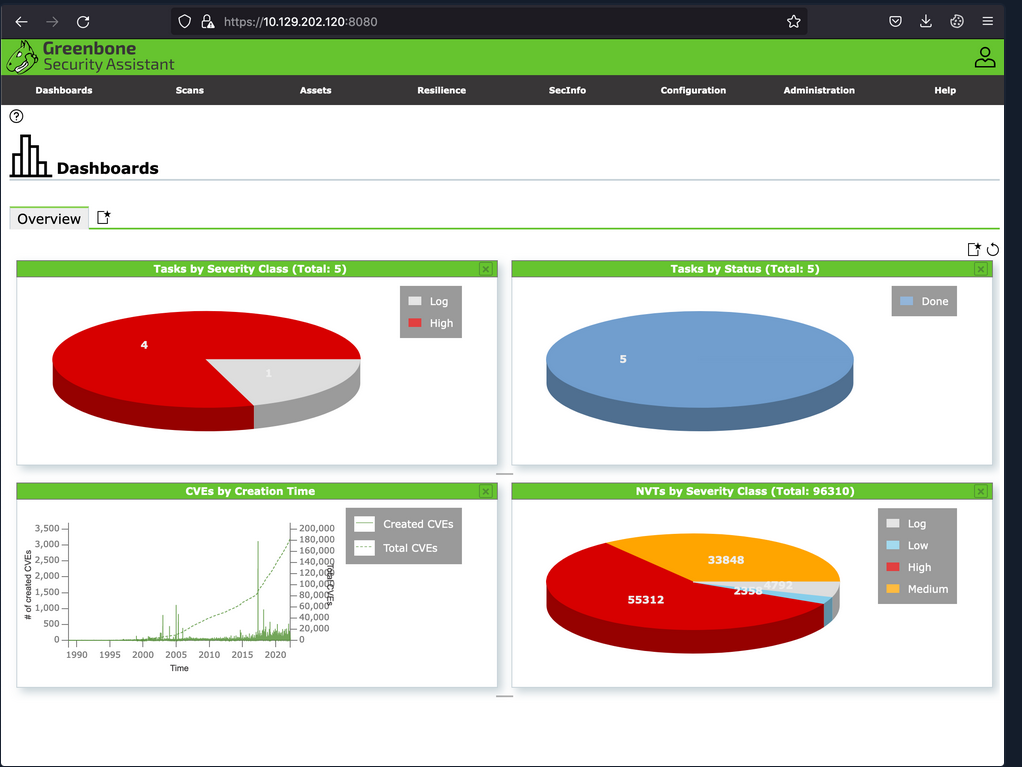 https://10.129.202.120:8080
Greenbone
Security Assistant
Dashboards Scans Assets Resilience SecInfo Configuration Administration Help
?
Dashboards
Overview
Tasks by Severity Class (Total: 5)
Log
High
4
1
Tasks by Status (Total: 5)
Done
5
CVEs by Creation Time
Created CVEs
Total CVEs
# of created CVEs
3,500
3,000
2,500
2,000
1,500
1,000
500
0
200,000
180,000
160,000
140,000
120,000
100,000
80,000
60,000
40,000
20,000
0
Total CVEs
1990 1995 2000 2005 2010 2015 2020
Time
NVTs by Severity Class (Total: 96310)
Log
Low
High
Medium
33848
4792
2358
55312